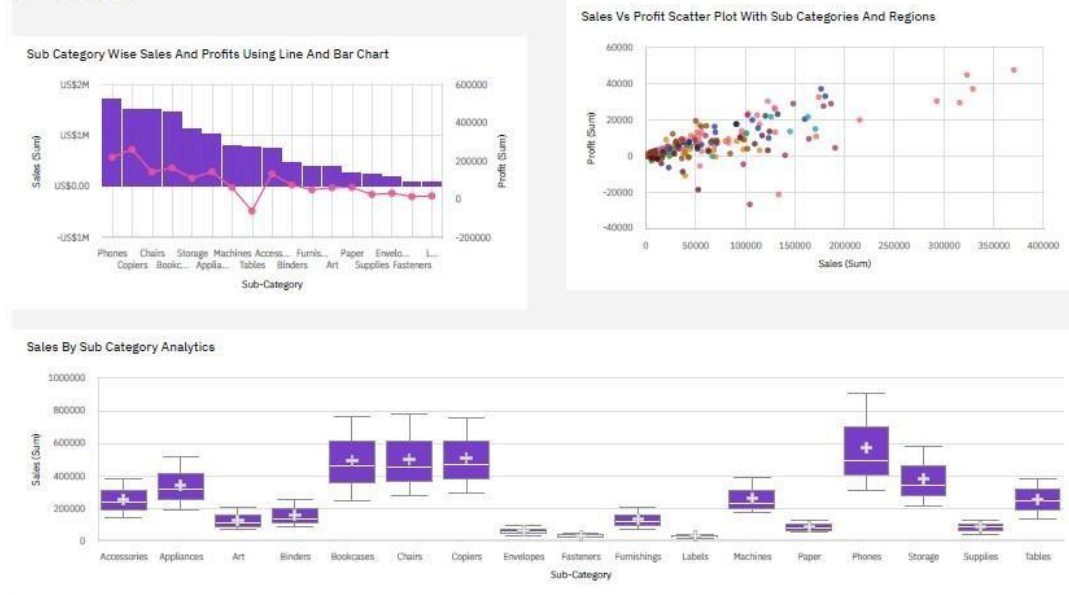 Sub Category Wise Sales And Profits Using Line And Bar Chart
US$2M
US$1M
US$0.00
-US$1M
Sales (Sum)
600000
400000
200000
0
-200000
Profit (Sum)
Phones Chairs Storage Machines Access... Furnis... Paper Envelo... L...
Copiers Bookc... Applia... Tables Binders Art Supplies Fasteners
Sub-Category
Sales Vs Profit Scatter Plot With Sub Categories And Regions
60000
40000
20000
0
-20000
-40000
Profit (Sum)
0 50000 100000 150000 200000 250000 300000 350000 400000
Sales (Sum)
Sales By Sub Category Analytics
1000000
800000
600000
400000
200000
0
Sales (Sum)
Accessories Appliances Art Binders Bookcases Chairs Copiers Envelopes Fasteners Furnishings Labels Machines Paper Phones Storage Supplies Tables
Sub-Category